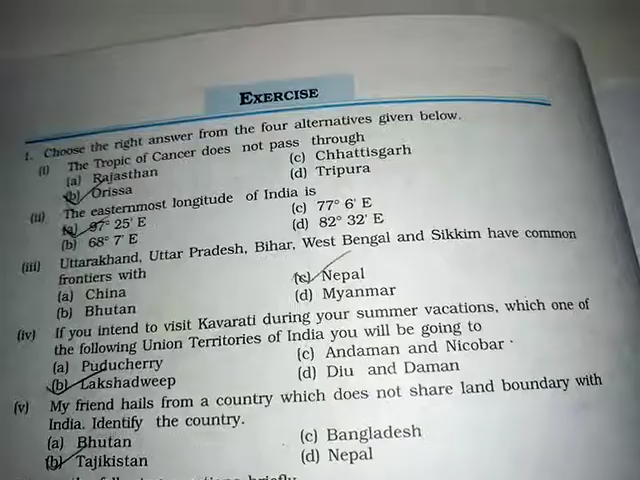 EXERCISE
1. Choose the right answer from the four alternatives given below.
(i) The Tropic of Cancer does not pass through
(a) Rajasthan (c) Chhattisgarh
(b) Orissa (d) Tripura
(ii) The easternmost longitude of India is
(a) 97° 25' E (c) 77° 6' E
(b) 68° 7' E (d) 82° 32' E
(iii) Uttarakhand, Uttar Pradesh, Bihar, West Bengal and Sikkim have common
frontiers with
(a) China (c) Nepal
(b) Bhutan (d) Myanmar
(iv) If you intend to visit Kavarati during your summer vacations, which one of
the following Union Territories of India you will be going to
(a) Puducherry (c) Andaman and Nicobar
(b) Lakshadweep (d) Diu and Daman
(v) My friend hails from a country which does not share land boundary with
India. Identify the country.
(a) Bhutan (c) Bangladesh
(b) Tajikistan (d) Nepal